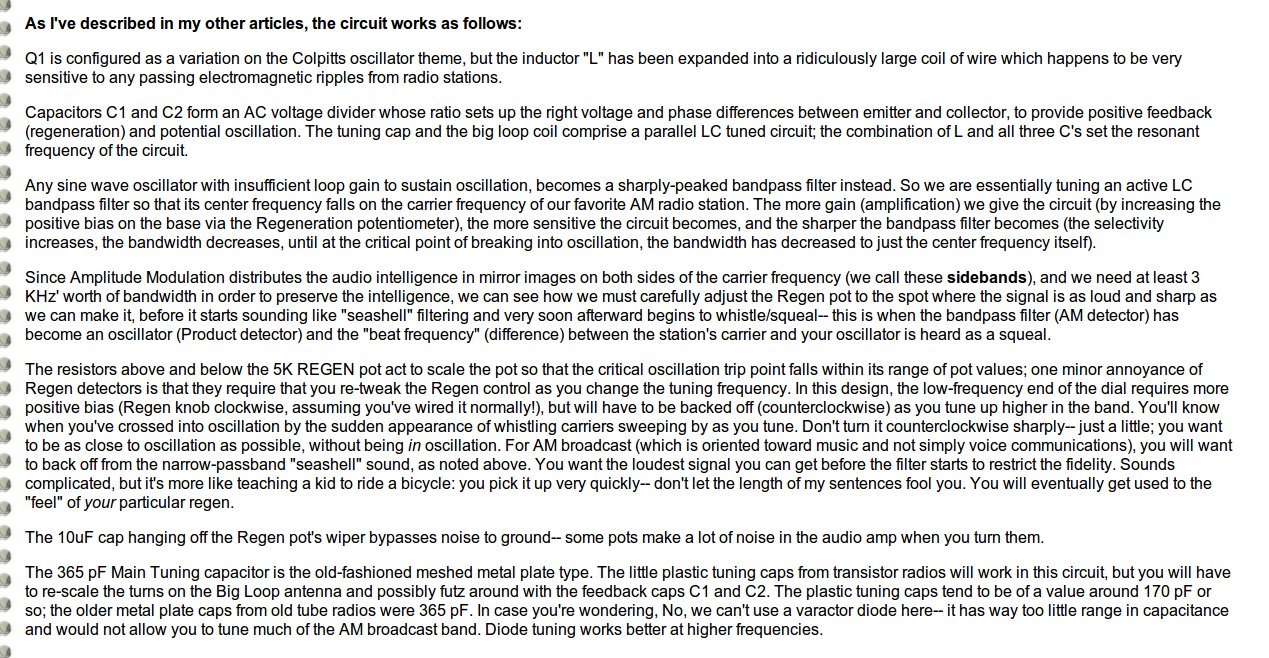 As I've described in my other articles, the circuit works as follows:
Q1 is configured as a variation on the Colpitts oscillator theme, but the inductor "L" has been expanded into a ridiculously large coil of wire which happens to be very
sensitive to any passing electromagnetic ripples from radio stations.
Capacitors C1 and C2 form an AC voltage divider whose ratio sets up the right voltage and phase differences between emitter and collector, to provide positive feedback
(regeneration) and potential oscillation. The tuning cap and the big loop coil comprise a parallel LC tuned circuit; the combination of L and all three C's set the resonant
frequency of the circuit.
Any sine wave oscillator with insufficient loop gain to sustain oscillation, becomes a sharply-peaked bandpass filter instead. So we are essentially tuning an active LC
bandpass filter so that its center frequency falls on the carrier frequency of our favorite AM radio station. The more gain (amplification) we give the circuit (by increasing the
positive bias on the base via the Regeneration potentiometer), the more sensitive the circuit becomes, and the sharper the bandpass filter becomes (the selectivity
increases, the bandwidth decreases, until at the critical point of breaking into oscillation, the bandwidth has decreased to just the center frequency itself).
Since Amplitude Modulation distributes the audio intelligence in mirror images on both sides of the carrier frequency (we call these sidebands), and we need at least 3
KHz' worth of bandwidth in order to preserve the intelligence, we can see how we must carefully adjust the Regen pot to the spot where the signal is as loud and sharp as
we can make it, before it starts sounding like "seashell" filtering and very soon afterward begins to whistle/squeal-- this is when the bandpass filter (AM detector) has
become an oscillator (Product detector) and the "beat frequency" (difference) between the station's carrier and your oscillator is heard as a squeal.
The resistors above and below the 5K REGEN pot act to scale the pot so that the critical oscillation trip point falls within its range of pot values; one minor annoyance of
Regen detectors is that they require that you re-tweak the Regen control as you change the tuning frequency. In this design, the low-frequency end of the dial requires more
positive bias (Regen knob clockwise, assuming you've wired it normally!), but will have to be backed off (counterclockwise) as you tune up higher in the band. You'll know
when you've crossed into oscillation by the sudden appearance of whistling carriers sweeping by as you tune. Don't turn it counterclockwise sharply-- just a little; you want
to be as close to oscillation as possible, without being in oscillation. For AM broadcast (which is oriented toward music and not simply voice communications), you will want
to back off from the narrow-passband "seashell" sound, as noted above. You want the loudest signal you can get before the filter starts to restrict the fidelity. Sounds
complicated, but it's more like teaching a kid to ride a bicycle: you pick it up very quickly-- don't let the length of my sentences fool you. You will eventually get used to the
"feel" of your particular regen.
The 10uF cap hanging off the Regen pot's wiper bypasses noise to ground-- some pots make a lot of noise in the audio amp when you turn them.
The 365 pF Main Tuning capacitor is the old-fashioned meshed metal plate type. The little plastic tuning caps from transistor radios will work in this circuit, but you will have
to re-scale the turns on the Big Loop antenna and possibly futz around with the feedback caps C1 and C2. The plastic tuning caps tend to be of a value around 170 pF or
so; the older metal plate caps from old tube radios were 365 pF. In case you're wondering, No, we can't use a varactor diode here-- it has way too little range in capacitance
and would not allow you to tune much of the AM broadcast band. Diode tuning works better at higher frequencies.